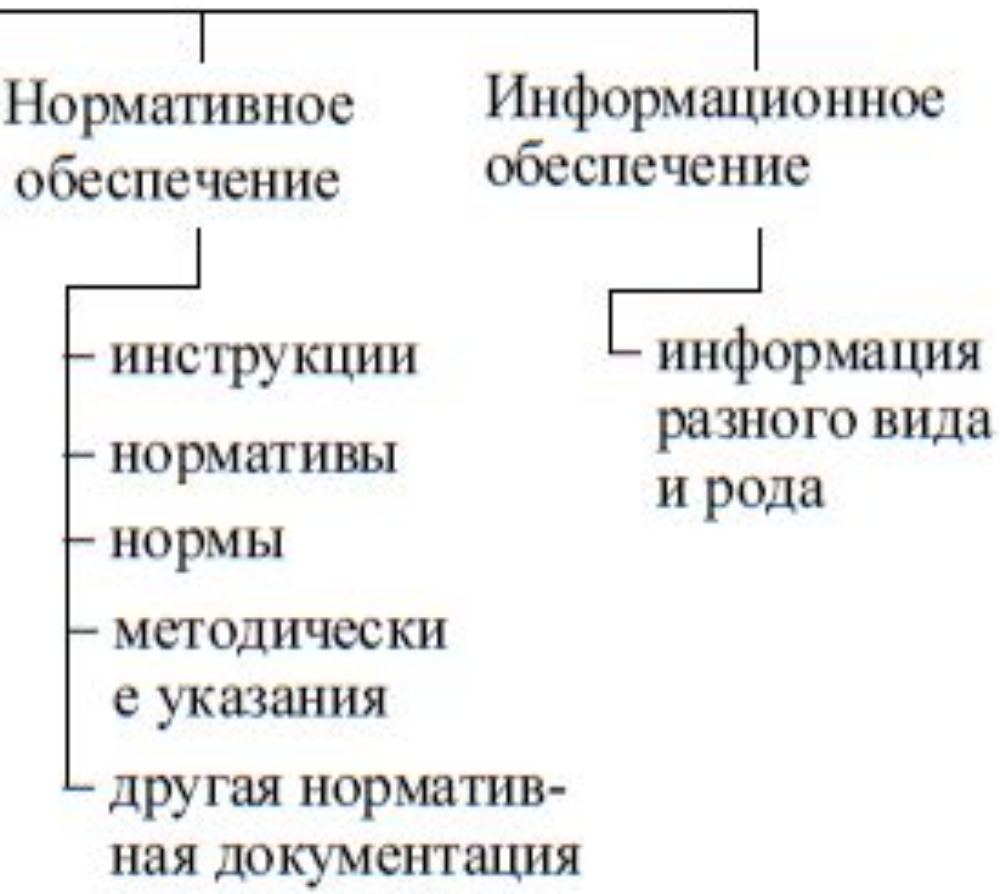 Нормативное
обеспечение
инструкции
нормативы
нормы
методически
е указания
другая норматив-
ная документация
Информационное
обеспечение
информация
разного вида
и рода